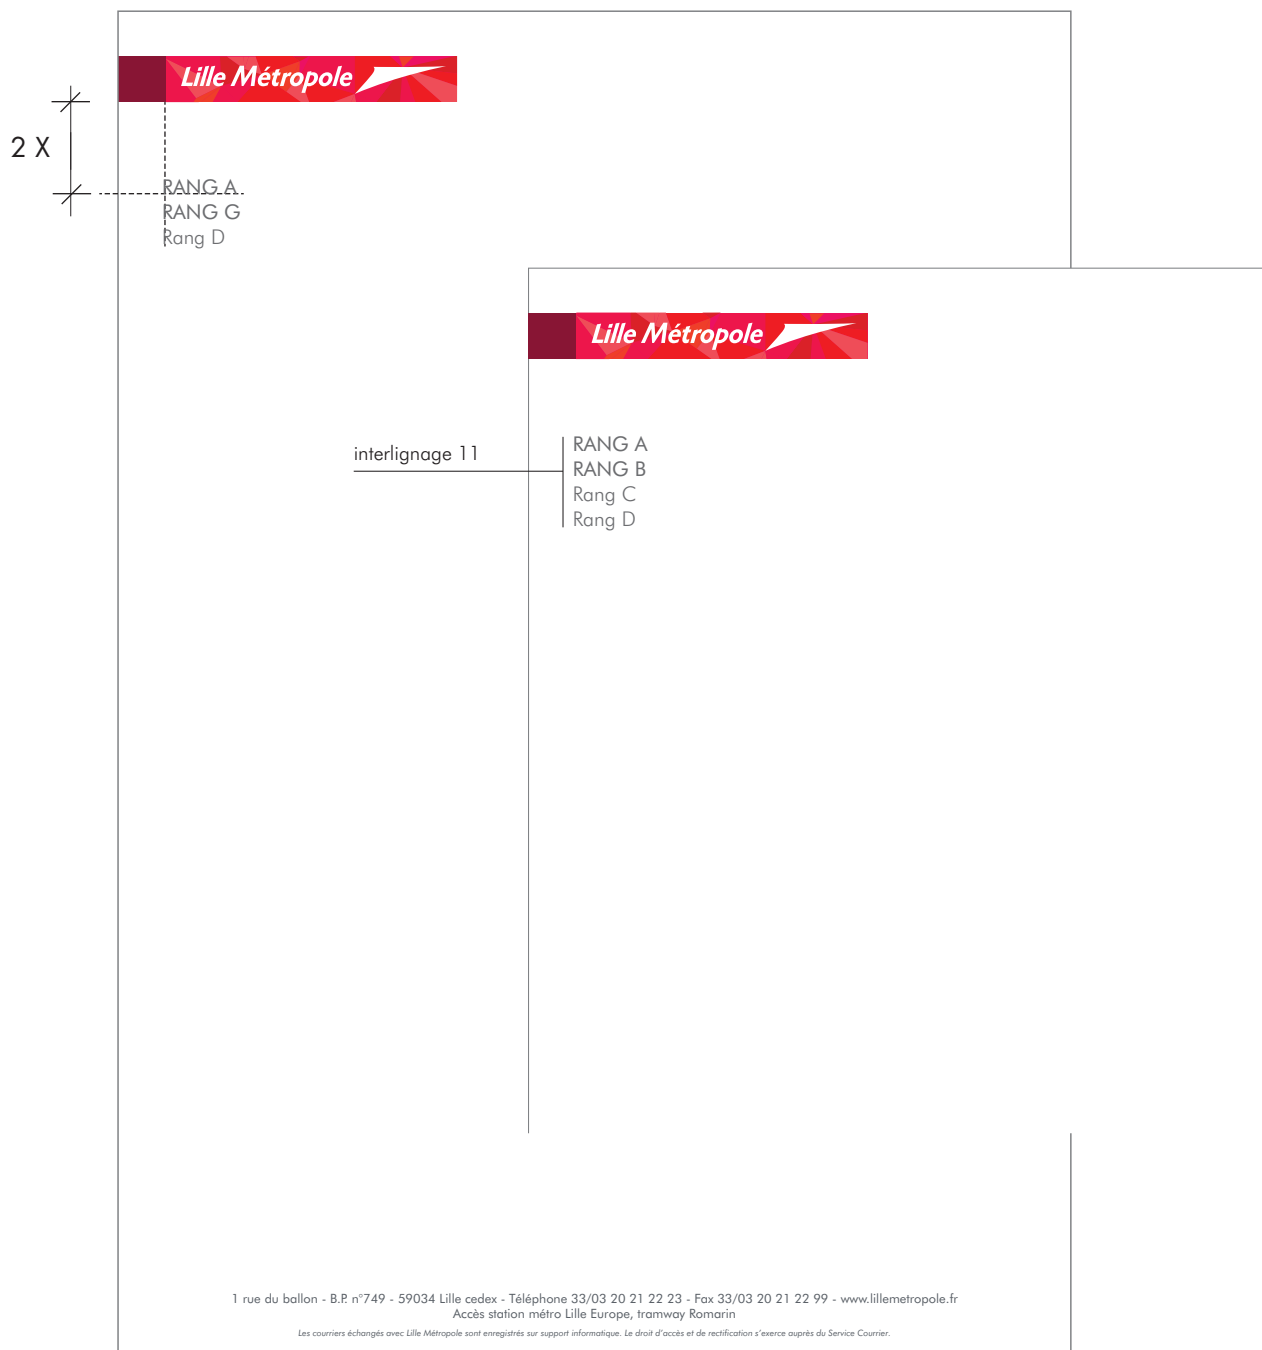 Lille Métropole
2 X
RANG A
RANG G
Rang D
Lille Métropole
interlignage 11
RANG A
RANG B
Rang C
Rang D
1 rue du ballon - B.P. n°749 - 59034 Lille cedex - Téléphone 33/03 20 21 22 23 - Fax 33/03 20 21 22 99 - www.lillemetropole.fr
Accès station métro Lille Europe, tramway Romarin
Les courriers échangés avec Lille Métropole sont enregistrés sur support informatique. Le droit d'accès et de rectification s'exerce auprès du Service Courrier.